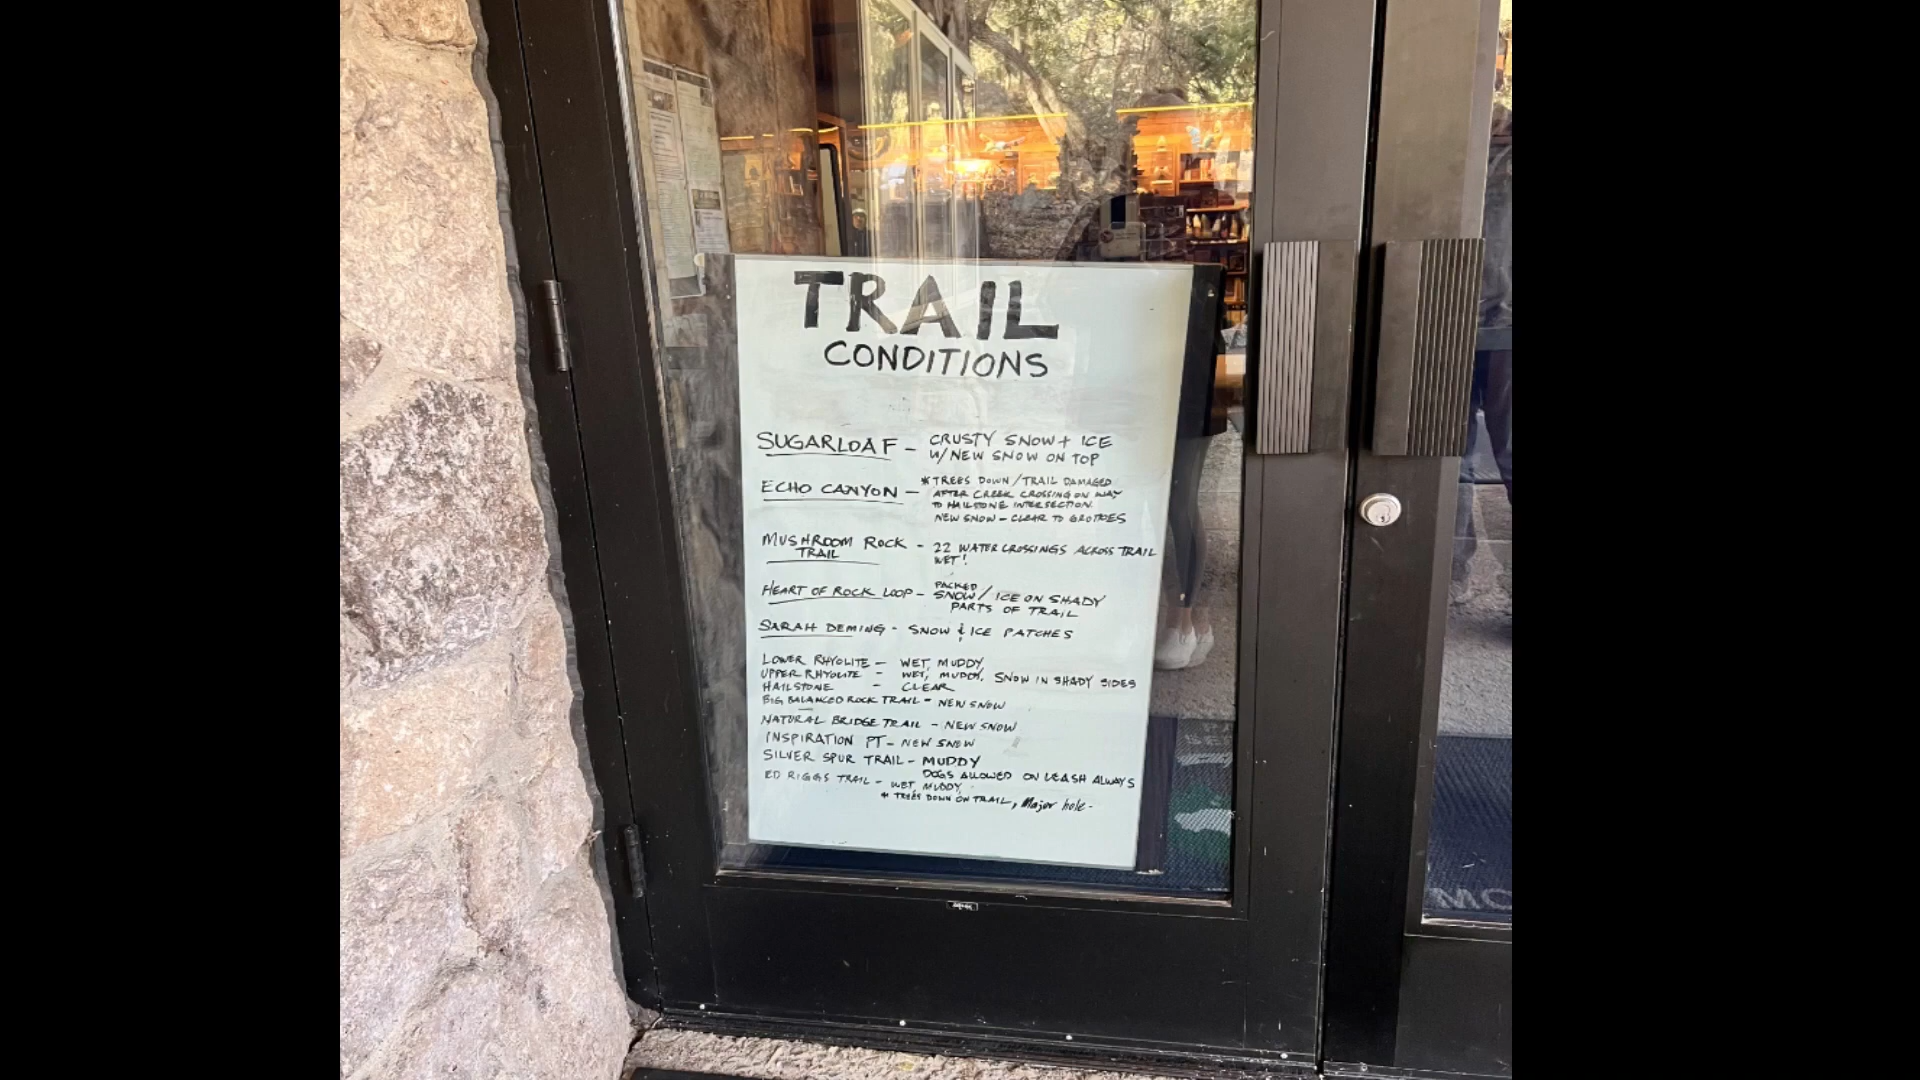 TRAIL
CONDITIONS
SUGARLOAF - CRUSTY SNOW + ICE
W/ NEW SNOW ON TOP
ECHO CANYON - * TREES DOWN / TRAIL DAMAGED
AFTER CREEK CROSSING ON WAY
TO HAILSTONE INTERSECTION.
NEW SNOW - CLEAR TO GROTTOES
MUSHROOM ROCK - 22 WATER CROSSINGS ACROSS TRAIL
TRAIL WET!
HEART OF ROCK LOOP - PACKED
SNOW / ICE ON SHADY
PARTS OF TRAIL
SARAH DEMING - SNOW & ICE PATCHES
LOWER RHYOLITE - WET, MUDDY,
UPPER RHYOLITE - WET, MUDDY, SNOW IN SHADY SIDES
HAILSTONE - CLEAR
BIG BALANCED ROCK TRAIL - NEW SNOW
NATURAL BRIDGE TRAIL - NEW SNOW
INSPIRATION PT - NEW SNOW
SILVER SPUR TRAIL - MUDDY
DOGS ALLOWED ON LEASH ALWAYS
ED RIGGS TRAIL - WET MUDDY
* TREES DOWN ON TRAIL, Major hole -